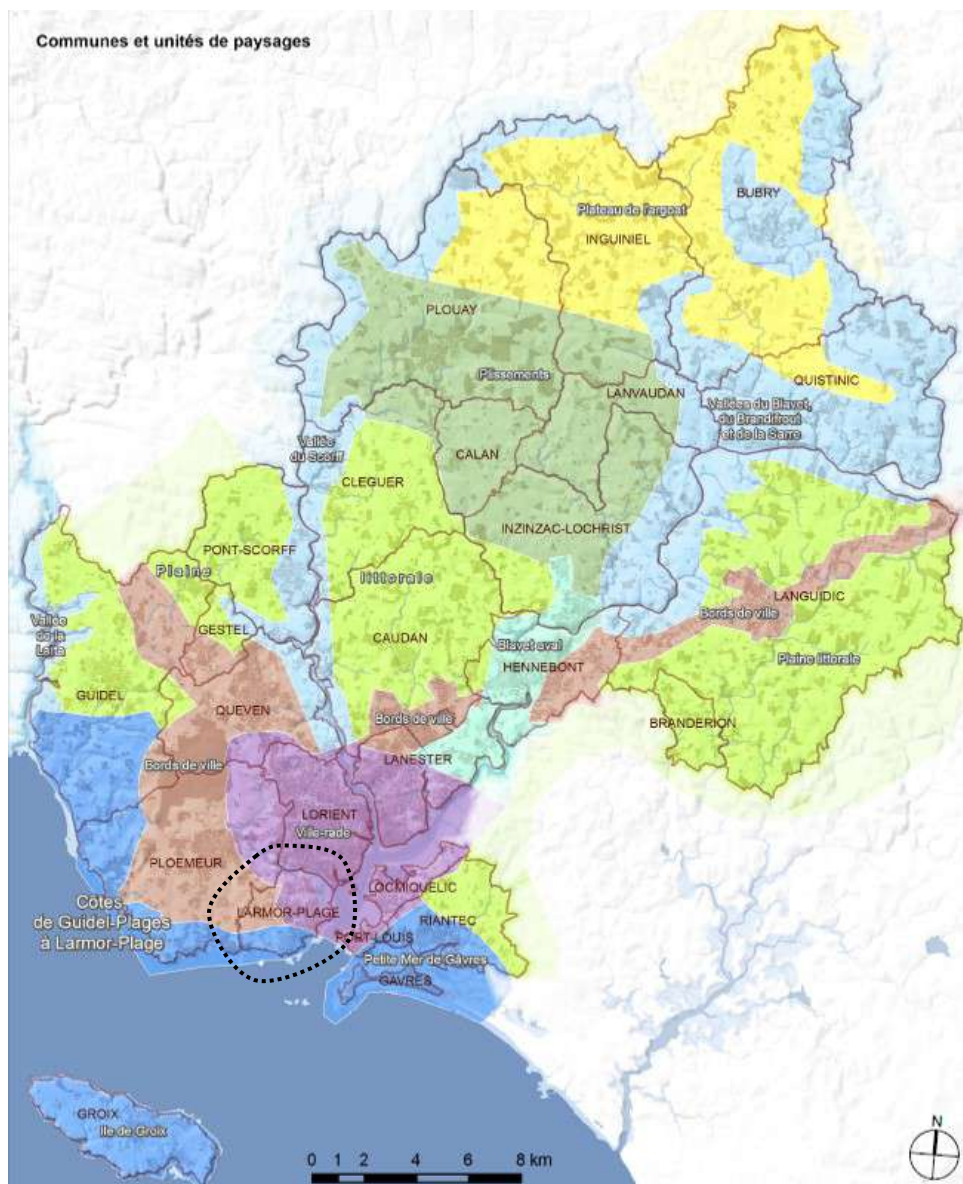 Communes et unités de paysages
BUBRY
Plateau de l'argoat
INGUINIEL
PLOUAY
Plissements
LANVAUDAN
QUISTINIC
Vallées du Blavet,
du Brandifrout
et de la Sarre
Vallée
du Scorff
CALAN
CLEGUER
INZINZAC-LOCHRIST
PONT-SCORFF
Plaine
littorale
LANGUIDIC
Bords de ville
GESTEL
CAUDAN
Blavet aval
HENNEBONT
Plaine littorale
Vallée
de la Laïta
GUIDEL
QUEVEN
Bords de ville
BRANDERION
Bords de ville
LANESTER
LORIENT
Ville-rade
PLOEMEUR
LOCMIQUELIC
Côtes
de Guidel-Plages
à Larmor-Plage
LARMOR-PLAGE
RIANTEC
PORT-LOUIS
Petite Mer de Gâvres
GAVRES
GROIX
Ile de Groix
N
0 1 2 4 6 8 km